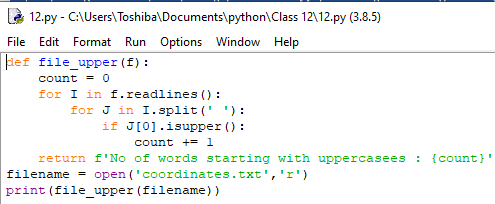 12.py - C:\Users\Toshiba\Documents\python\Class 12\12.py (3.8.5)
File Edit Format Run Options Window Help
def file_upper(f):
    count = 0
    for I in f.readlines():
        for J in I.split(' '):
            if J[0].isupper():
                count += 1
    return f'No of words starting with uppercasees : {count}'
filename = open('coordinates.txt','r')
print(file_upper(filename))